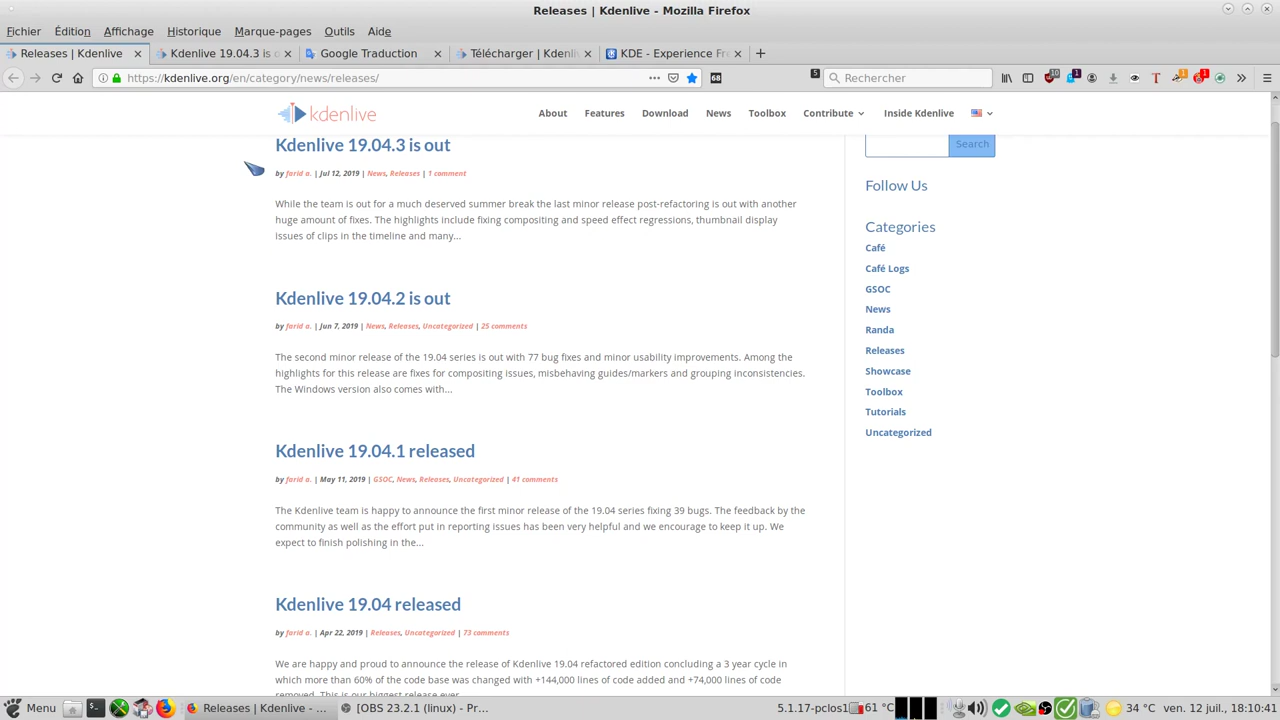 Releases | Kdenlive - Mozilla Firefox
Fichier Édition Affichage Historique Marque-pages Outils Aide
Releases | Kdenlive
Kdenlive 19.04.3 is o
Google Traduction
Télécharger | Kdenliv
KDE - Experience Fre
https://kdenlive.org/en/category/news/releases/
68
5
Rechercher
10
1
1
1
kdenlive
About Features Download News Toolbox Contribute Inside Kdenlive
Kdenlive 19.04.3 is out
by farid a. | Jul 12, 2019 | News, Releases | 1 comment
While the team is out for a much deserved summer break the last minor release post-refactoring is out with another
huge amount of fixes. The highlights include fixing compositing and speed effect regressions, thumbnail display
issues of clips in the timeline and many...
Kdenlive 19.04.2 is out
by farid a. | Jun 7, 2019 | News, Releases, Uncategorized | 25 comments
The second minor release of the 19.04 series is out with 77 bug fixes and minor usability improvements. Among the
highlights for this release are fixes for compositing issues, misbehaving guides/markers and grouping inconsistencies.
The Windows version also comes with...
Kdenlive 19.04.1 released
by farid a. | May 11, 2019 | GSOC, News, Releases, Uncategorized | 41 comments
The Kdenlive team is happy to announce the first minor release of the 19.04 series fixing 39 bugs. The feedback by the
community as well as the effort put in reporting issues has been very helpful and we encourage to keep it up. We
expect to finish polishing in the...
Kdenlive 19.04 released
by farid a. | Apr 22, 2019 | Releases, Uncategorized | 73 comments
We are happy and proud to announce the release of Kdenlive 19.04 refactored edition concluding a 3 year cycle in
which more than 60% of the code base was changed with +144,000 lines of code added and +74,000 lines of code
removed. This is our biggest release ever
Search
Follow Us
Categories
Café
Café Logs
GSOC
News
Randa
Releases
Showcase
Toolbox
Tutorials
Uncategorized
Menu
Releases | Kdenlive - ...
[OBS 23.2.1 (linux) - Pr...
5.1.17-pclos1
61 °C
34 °C
ven. 12 juil., 18:10:41